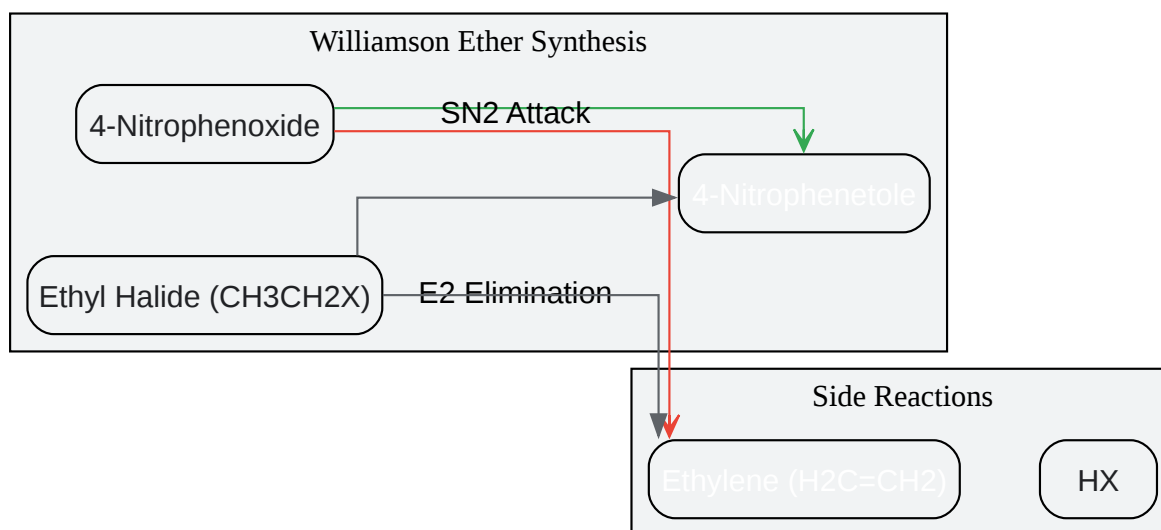 Williamson Ether Synthesis
4-Nitrophenoxide
SN2 Attack
4-Nitrophenetole
Ethyl Halide (CH3CH2X)
E2 Elimination
Side Reactions
Ethylene (H2C=CH2)
HX